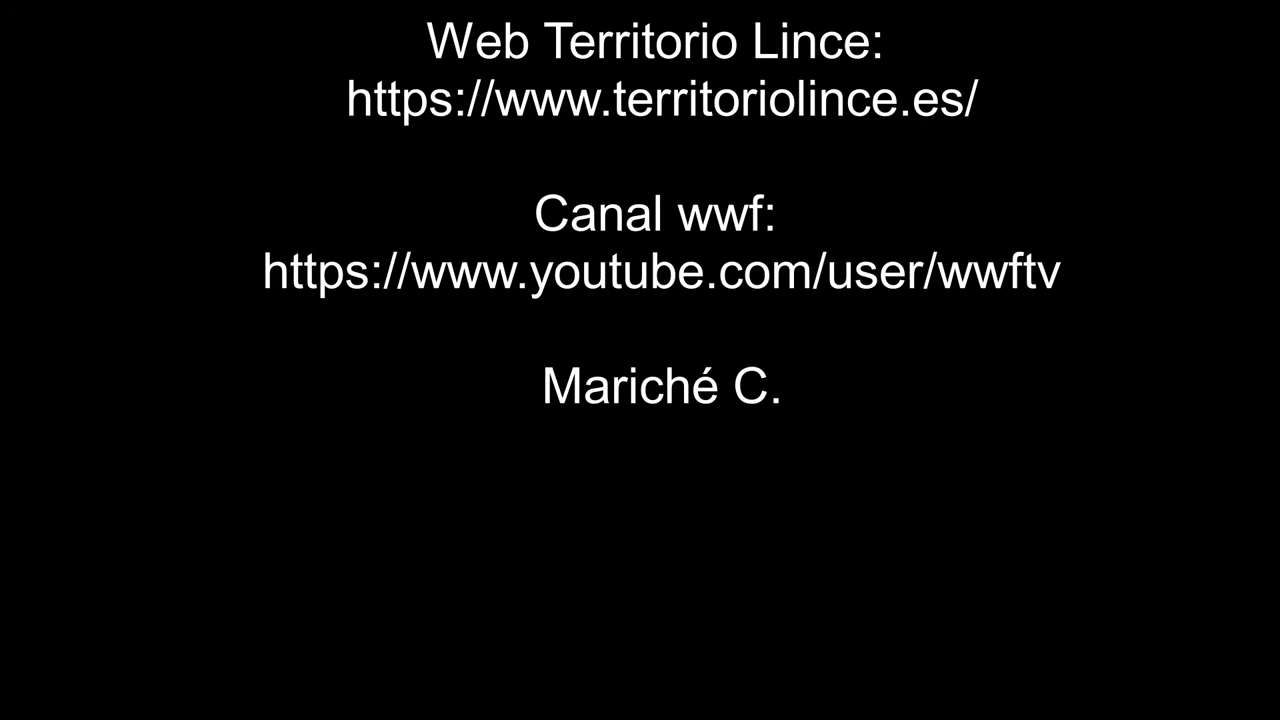 Web Territorio Lince:
https://www.territoriolince.es/
Canal wwf:
https://www.youtube.com/user/wwftv
Mariché C.